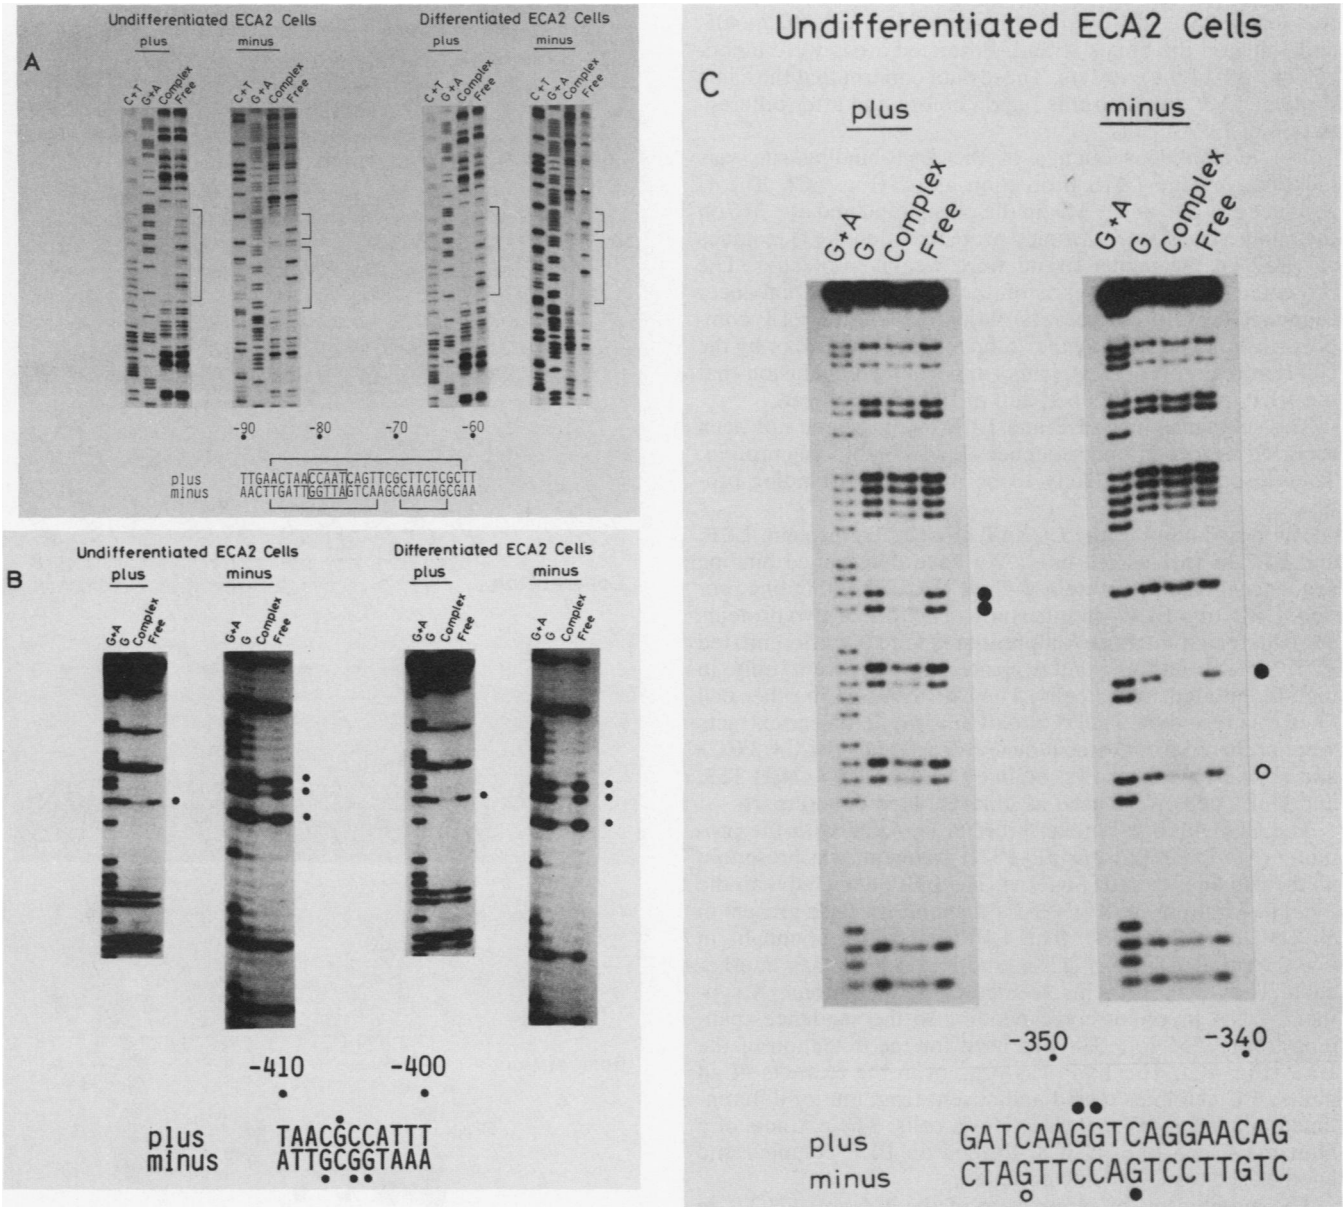 Undifferentiated ECA2 Cells
Differentiated ECA2 Cells
plus
minus
plus
minus
A
C+T
G+A
Complex
Free
C+T
G+A
Complex
Free
C+T
G+A
Complex
Free
C+T
G+A
Complex
Free
-90
-80
-70
-60
plus TTGAACTAACCAATCAGTTCGCTTCTCGCTT
minus AACTTGATTGGTTAGTCAAGCGAAGAGCGAA
B
Undifferentiated ECA2 Cells
Differentiated ECA2 Cells
plus
minus
plus
minus
G+A
G
Complex
Free
G+A
G
Complex
Free
G+A
G
Complex
Free
G+A
G
Complex
Free
-410
-400
plus TAACGCCATTT
minus ATTGCGGTAAA
Undifferentiated ECA2 Cells
C
plus
minus
G+A
G
Complex
Free
G+A
G
Complex
Free
-350
-340
plus GATCAAGGTCAGGAACAG
minus CTAGTTCCAGTCCTTGTC